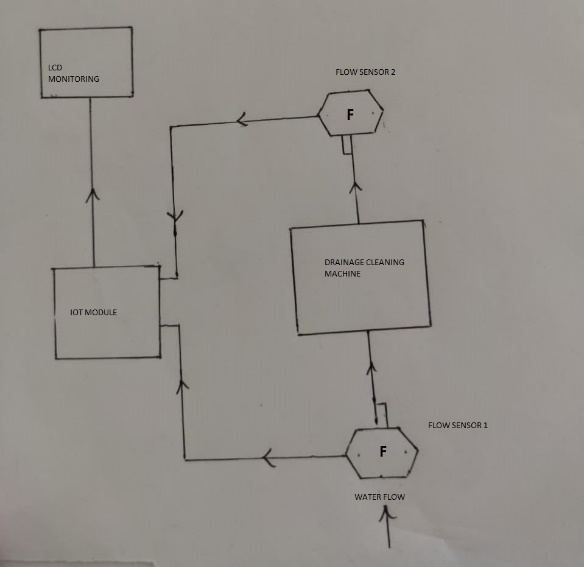 LCD
MONITORING
FLOW SENSOR 2
F
DRAINAGE CLEANING
MACHINE
IOT MODULE
FLOW SENSOR 1
F
WATER FLOW